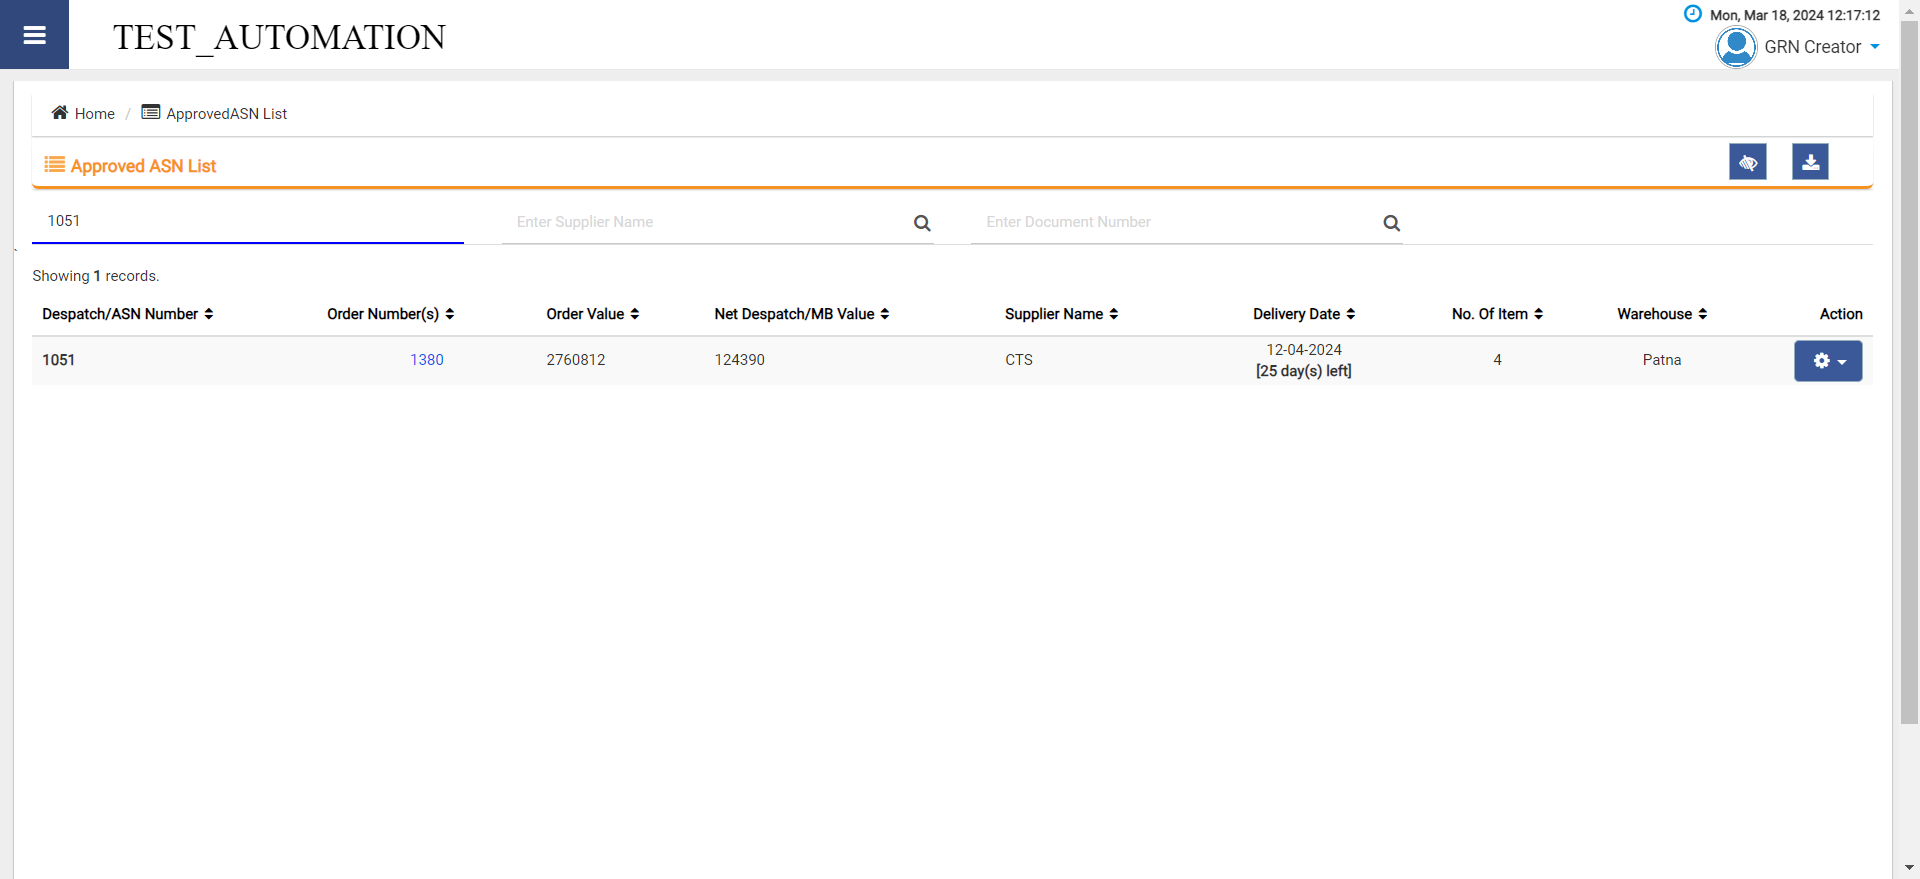 TEST_AUTOMATION
Mon, Mar 18, 2024 12:17:12
GRN Creator
Home / ApprovedASN List
Approved ASN List
1051 Enter Supplier Name Enter Document Number
Showing 1 records.
Despatch/ASN Number Order Number(s) Order Value Net Despatch/MB Value Supplier Name Delivery Date No. Of Item Warehouse Action
1051 1380 2760812 124390 CTS 12-04-2024 4 Patna
[25 day(s) left]